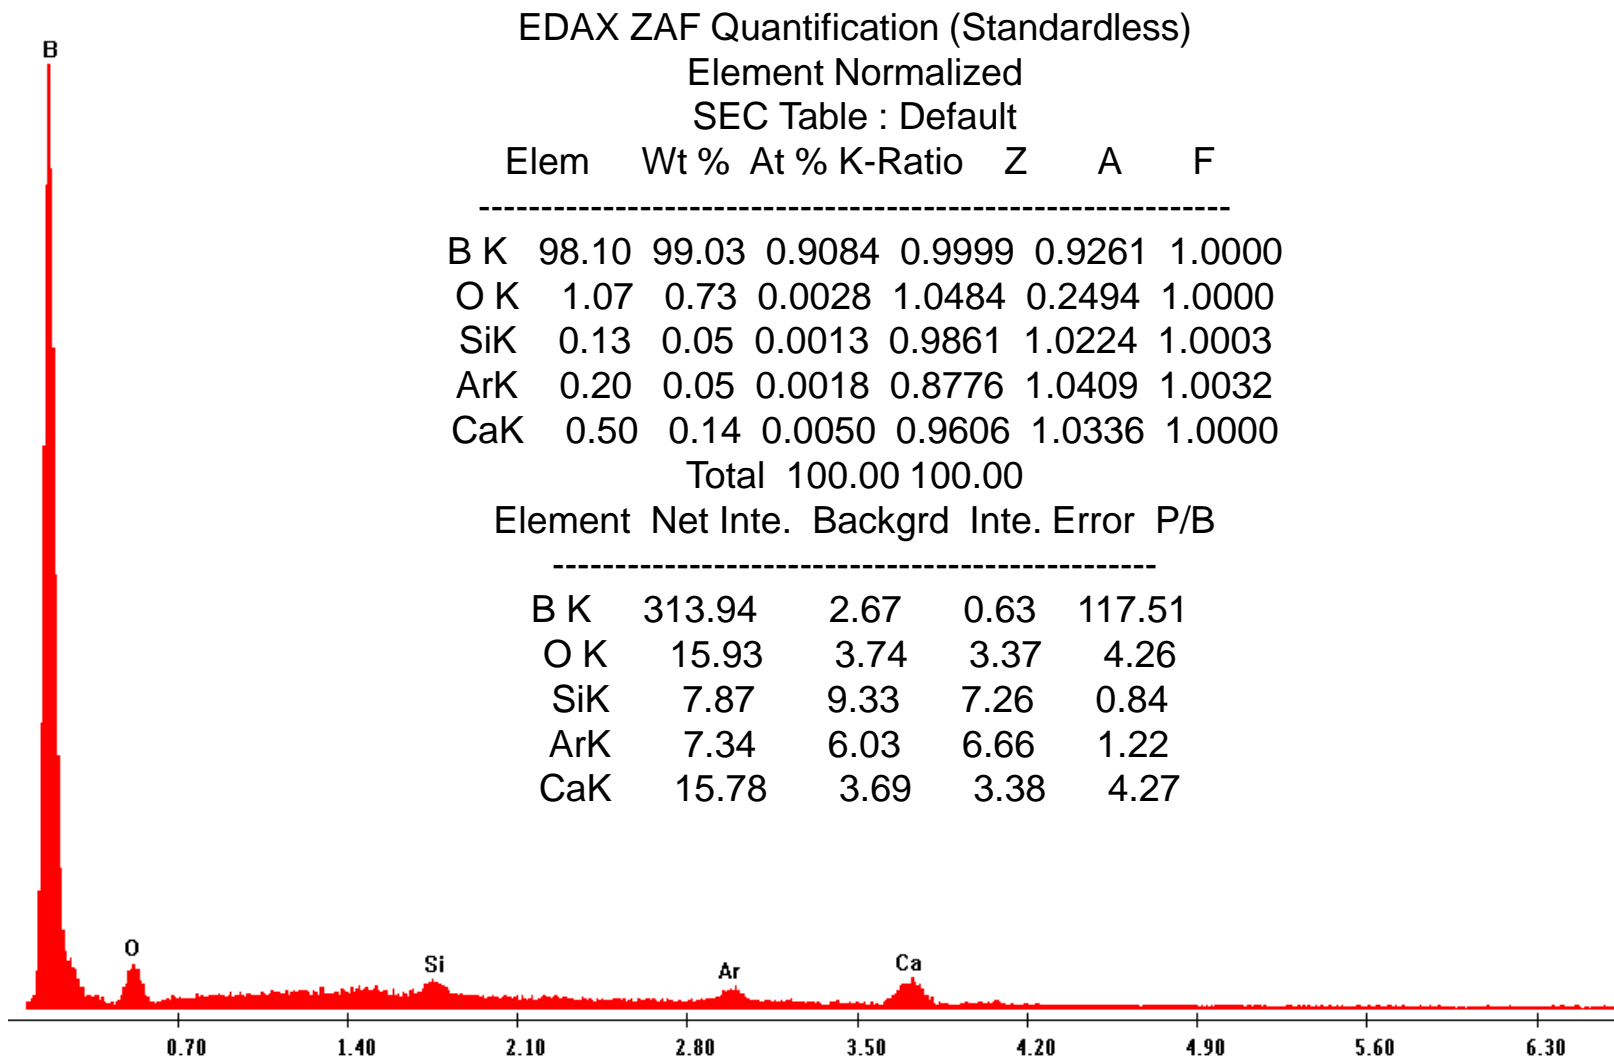 EDAX ZAF Quantification (Standardless)
Element Normalized
SEC Table : Default
Elem Wt % At % K-Ratio Z A F
------------------------------------------------------------
B K 98.10 99.03 0.9084 0.9999 0.9261 1.0000
O K 1.07 0.73 0.0028 1.0484 0.2494 1.0000
SiK 0.13 0.05 0.0013 0.9861 1.0224 1.0003
ArK 0.20 0.05 0.0018 0.8776 1.0409 1.0032
CaK 0.50 0.14 0.0050 0.9606 1.0336 1.0000
Total 100.00 100.00
Element Net Inte. Backgrd Inte. Error P/B
------------------------------------------------
B K 313.94 2.67 0.63 117.51
O K 15.93 3.74 3.37 4.26
SiK 7.87 9.33 7.26 0.84
ArK 7.34 6.03 6.66 1.22
CaK 15.78 3.69 3.38 4.27
B
O
Si
Ar
Ca
0.70 1.40 2.10 2.80 3.50 4.20 4.90 5.60 6.30